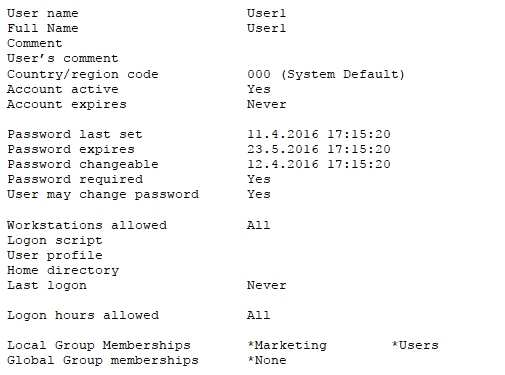 User name                    User1
Full Name                    User1
Comment
User's comment
Country/region code          000 (System Default)
Account active               Yes
Account expires              Never
Password last set            11.4.2016 17:15:20
Password expires             23.5.2016 17:15:20
Password changeable          12.4.2016 17:15:20
Password required            Yes
User may change password     Yes
Workstations allowed         All
Logon script
User profile
Home directory
Last logon                   Never
Logon hours allowed          All
Local Group Memberships      *Marketing        *Users
Global Group memberships     *None